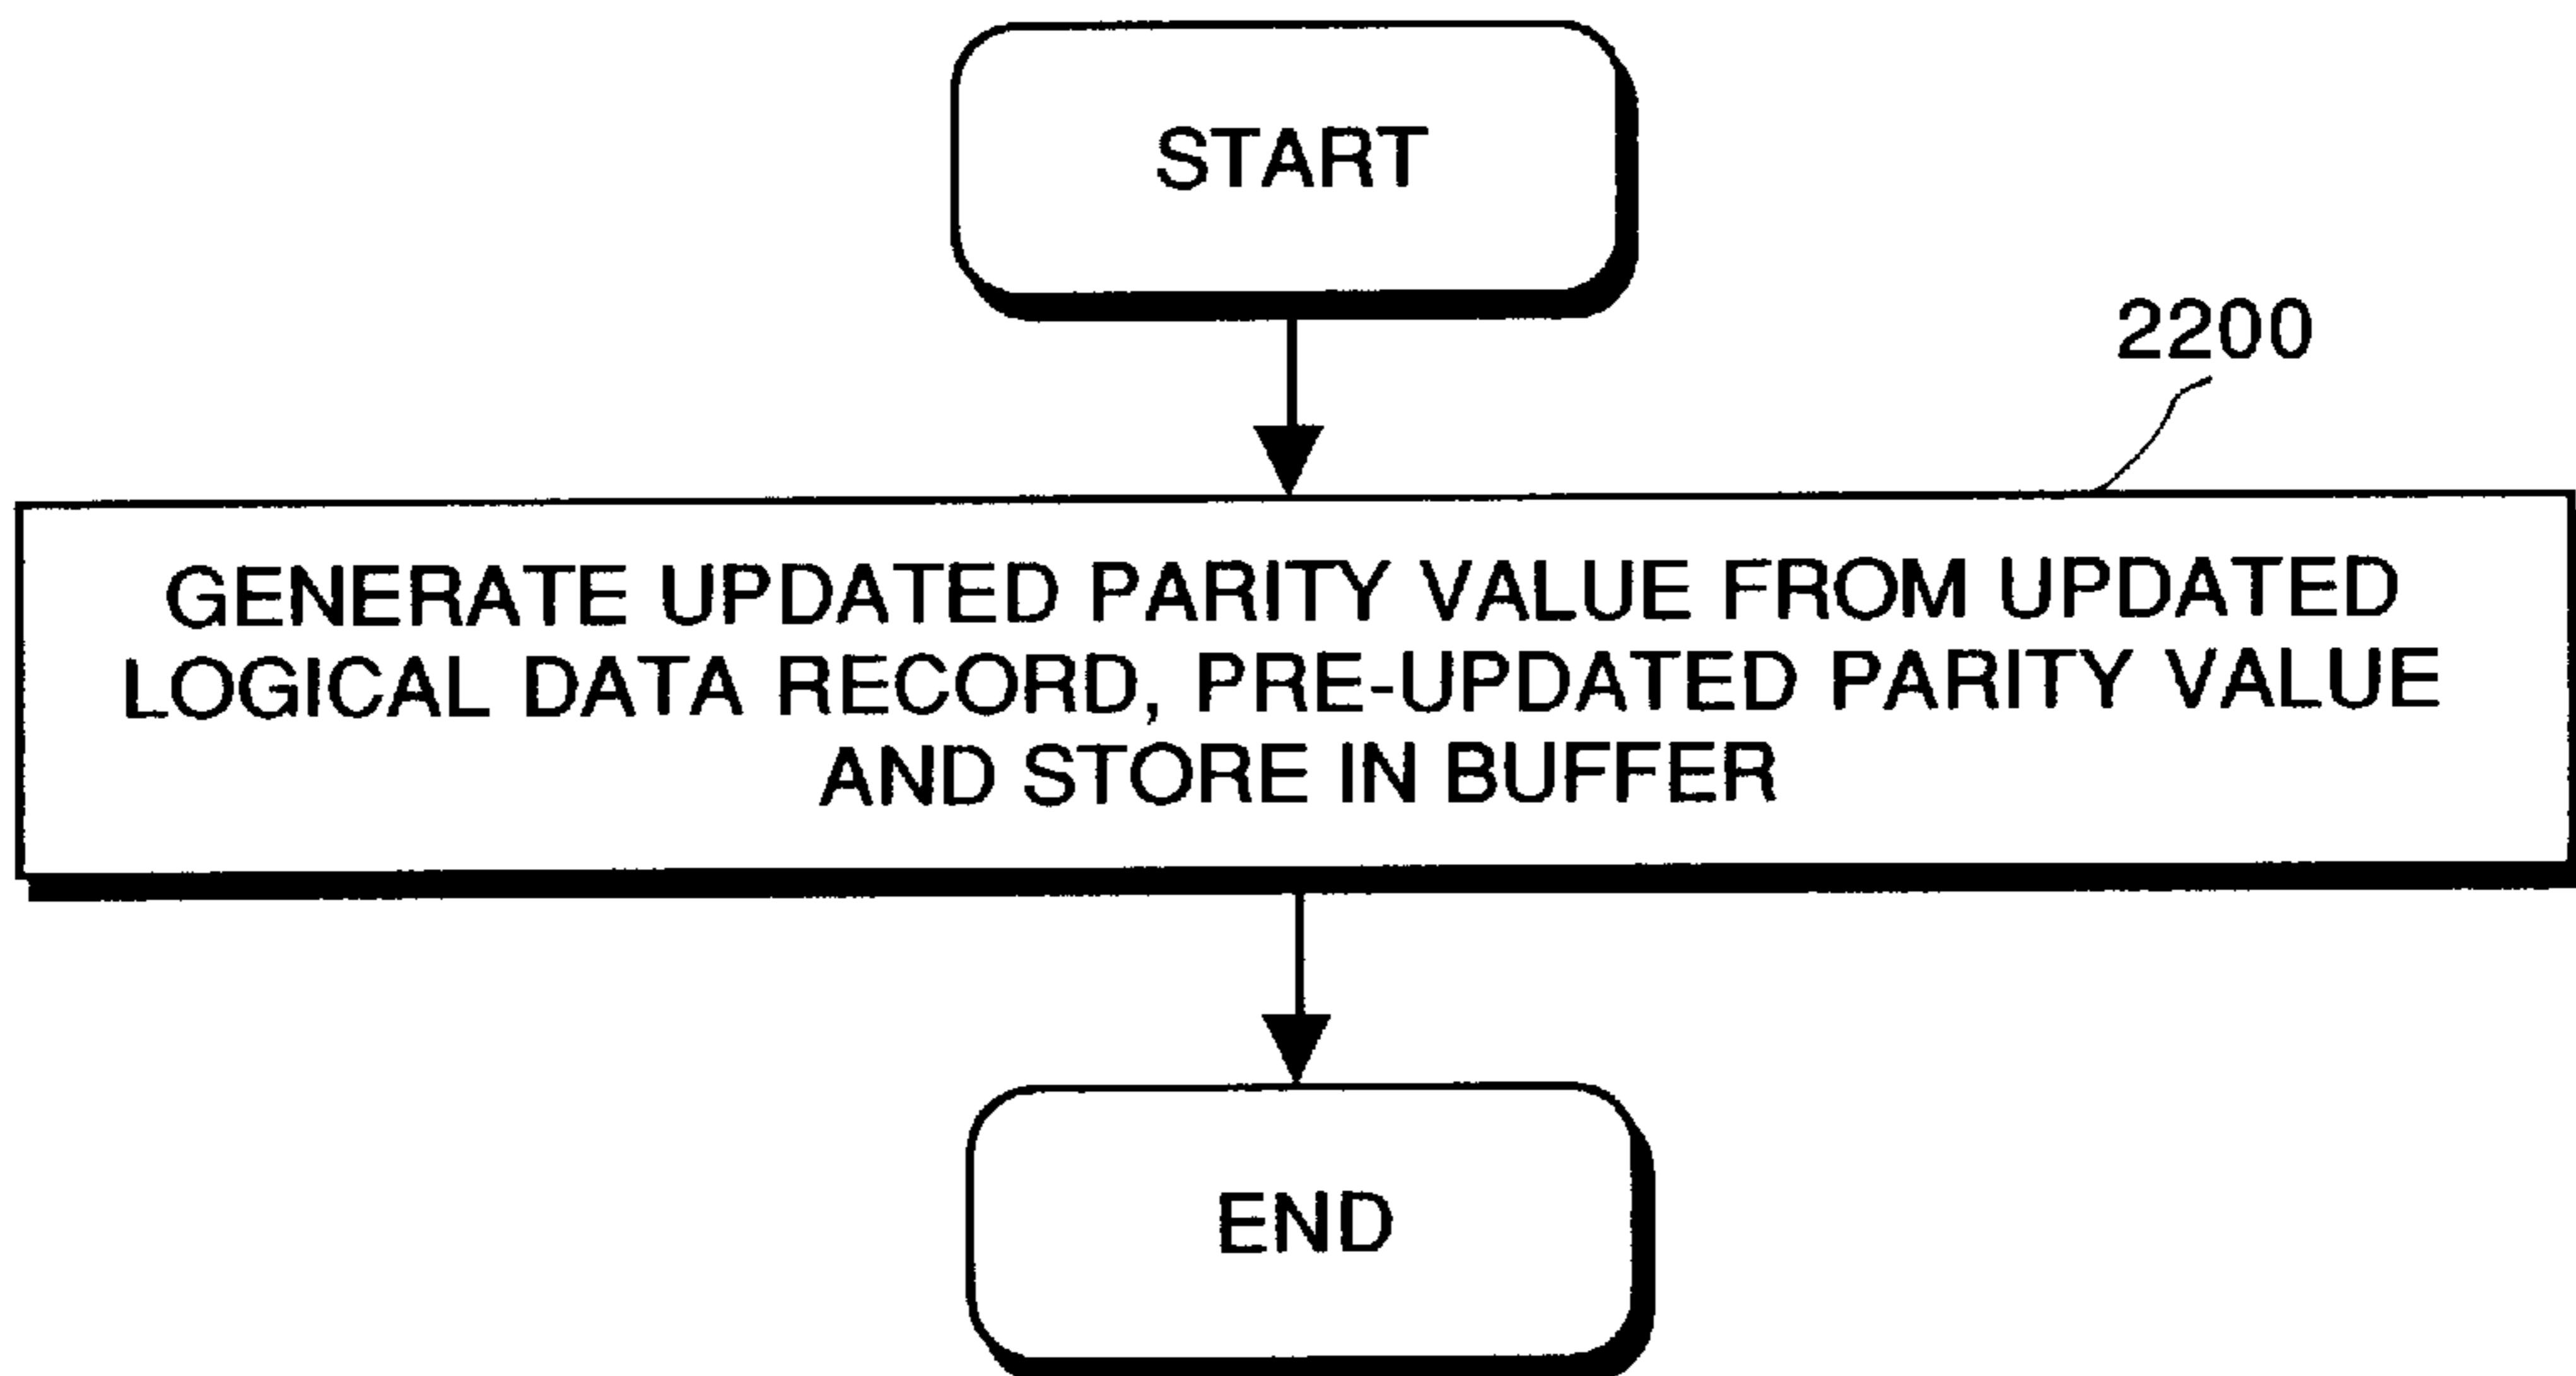 START
2200
GENERATE UPDATED PARITY VALUE FROM UPDATED
LOGICAL DATA RECORD, PRE-UPDATED PARITY VALUE
AND STORE IN BUFFER
END